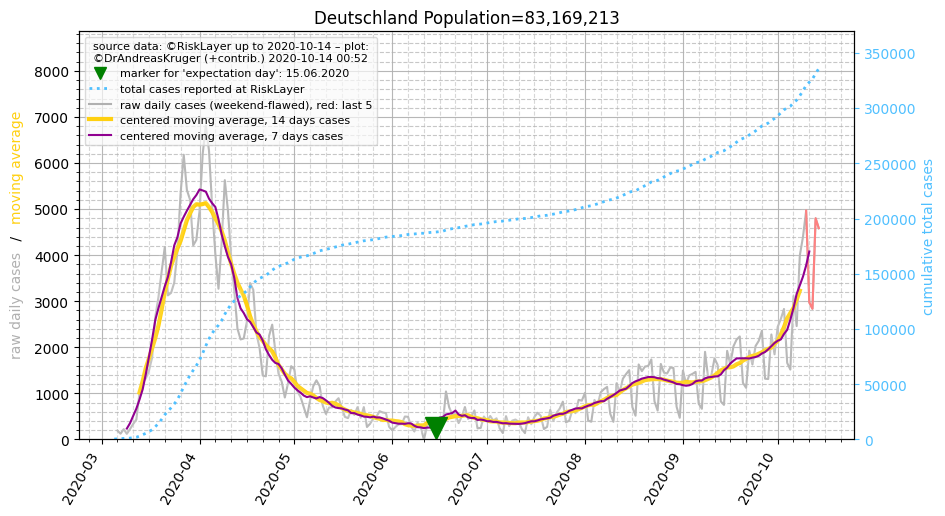 Deutschland Population=83,169,213
source data: ©RiskLayer up to 2020-10-14 – plot:
©DrAndreasKruger (+contrib.) 2020-10-14 00:52
marker for 'expectation day': 15.06.2020
total cases reported at RiskLayer
raw daily cases (weekend-flawed), red: last 5
centered moving average, 14 days cases
centered moving average, 7 days cases
raw daily cases / moving average
8000
7000
6000
5000
4000
3000
2000
1000
0
350000
300000
250000
200000
150000
100000
50000
0
cumulative total cases
2020-03
2020-04
2020-05
2020-06
2020-07
2020-08
2020-09
2020-10